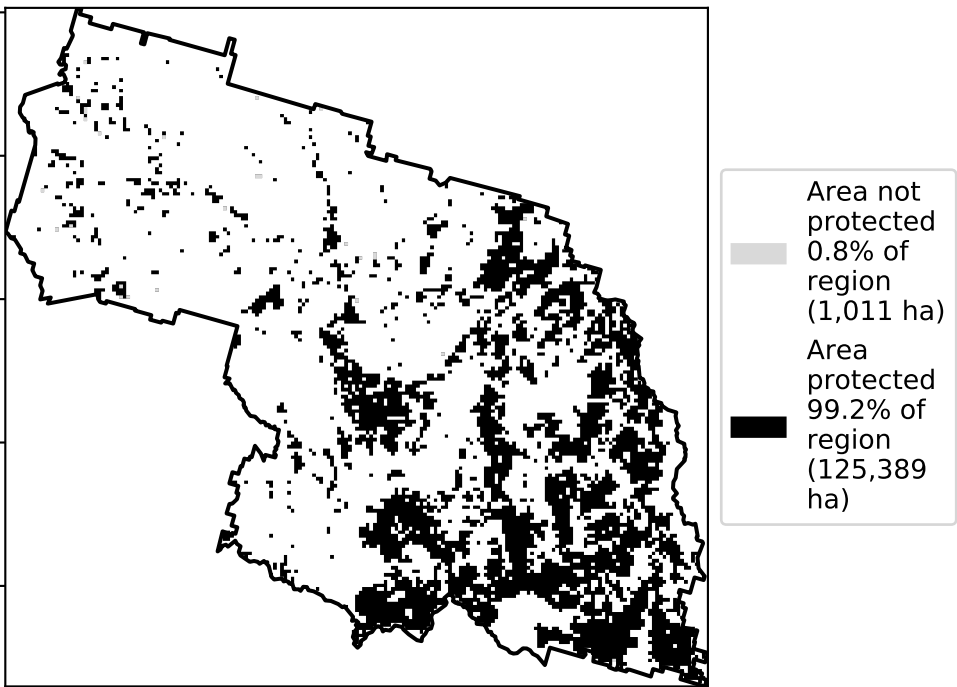 Area not
protected
0.8% of
region
(1,011 ha)
Area
protected
99.2% of
region
(125,389
ha)